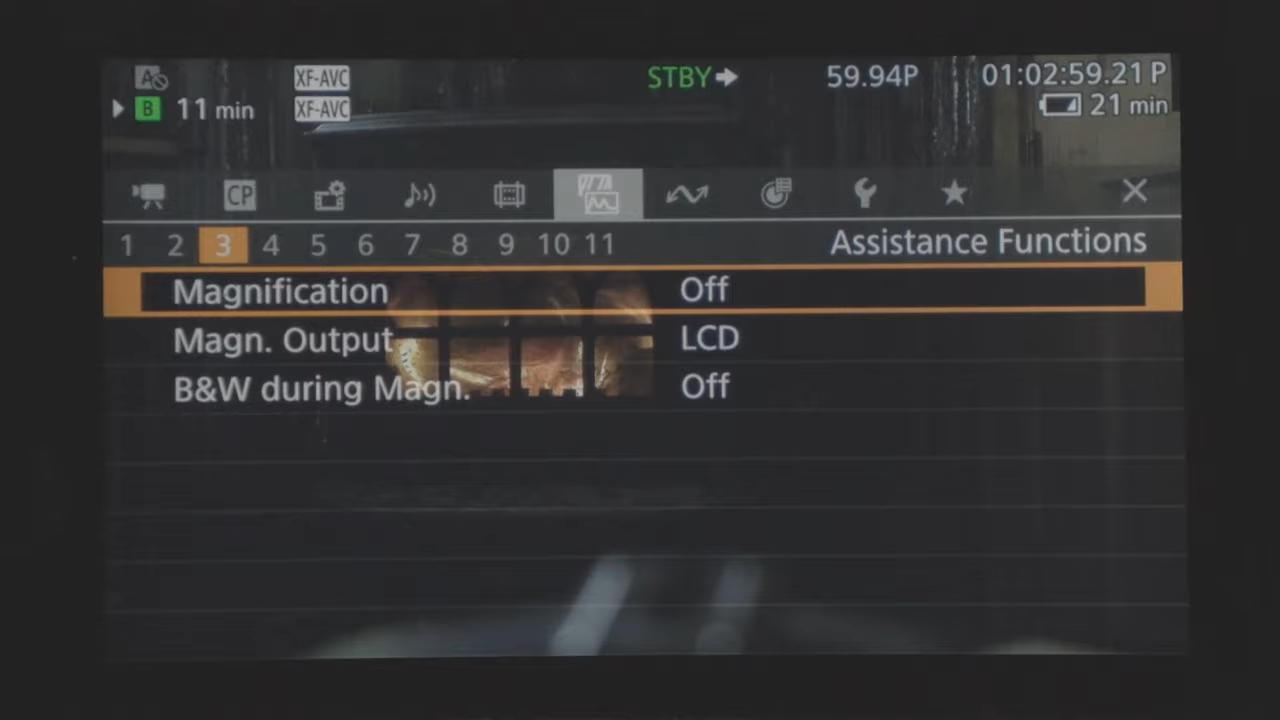 A XF-AVC STBY 59.94P 01:02:59.21 P
B 11 min XF-AVC 21 min
CP
1 2 3 4 5 6 7 8 9 10 11 Assistance Functions
Magnification Off
Magn. Output LCD
B&W during Magn. Off